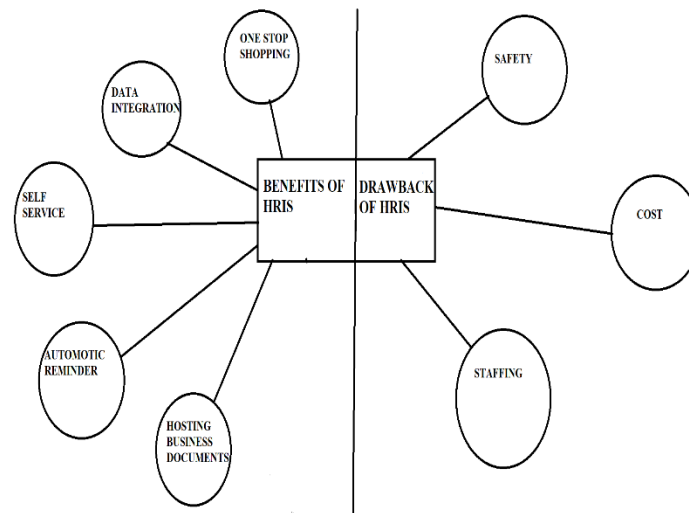 ONE STOP
SHOPPING
SAFETY
DATA
INTEGRATION
BENEFITS OF
HRIS
DRAWBACK
OF HRIS
SELF
SERVICE
COST
AUTOMOTIC
REMINDER
STAFFING
HOSTING
BUSINESS
DOCUMENTS